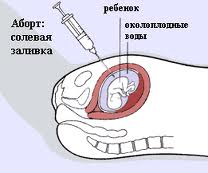 ребенок
околоплодные
воды
Аборт:
солевая
заливка